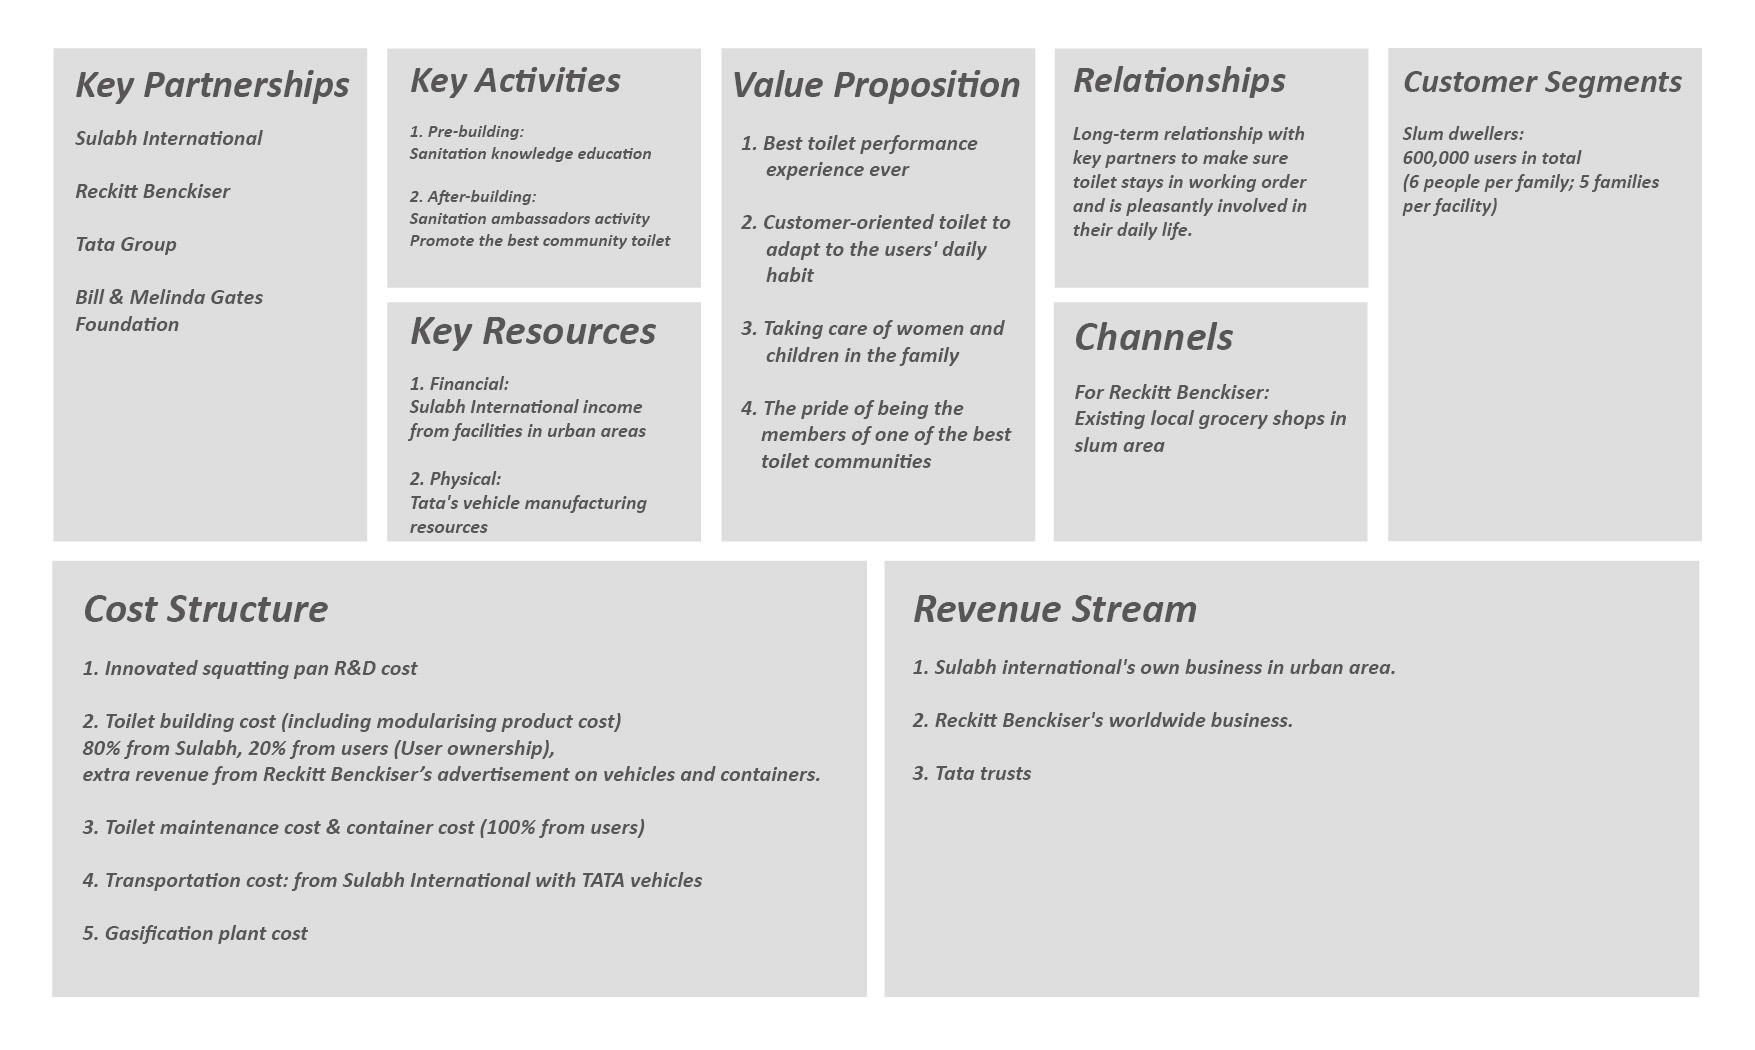 Key Partnerships
Sulabh International
Reckitt Benckiser
Tata Group
Bill & Melinda Gates
Foundation
Key Activities
1. Pre-building:
Sanitation knowledge education
2. After-building:
Sanitation ambassadors activity
Promote the best community toilet
Key Resources
1. Financial:
Sulabh International income
from facilities in urban areas
2. Physical:
Tata's vehicle manufacturing
resources
Value Proposition
1. Best toilet performance
experience ever
2. Customer-oriented toilet to
adapt to the users' daily
habit
3. Taking care of women and
children in the family
4. The pride of being the
members of one of the best
toilet communities
Relationships
Long-term relationship with
key partners to make sure
toilet stays in working order
and is pleasantly involved in
their daily life.
Channels
For Reckitt Benckiser:
Existing local grocery shops in
slum area
Customer Segments
Slum dwellers:
600,000 users in total
(6 people per family; 5 families
per facility)
Cost Structure
1. Innovated squatting pan R&D cost
2. Toilet building cost (including modularising product cost)
80% from Sulabh, 20% from users (User ownership),
extra revenue from Reckitt Benckiser’s advertisement on vehicles and containers.
3. Toilet maintenance cost & container cost (100% from users)
4. Transportation cost: from Sulabh International with TATA vehicles
5. Gasification plant cost
Revenue Stream
1. Sulabh international's own business in urban area.
2. Reckitt Benckiser's worldwide business.
3. Tata trusts